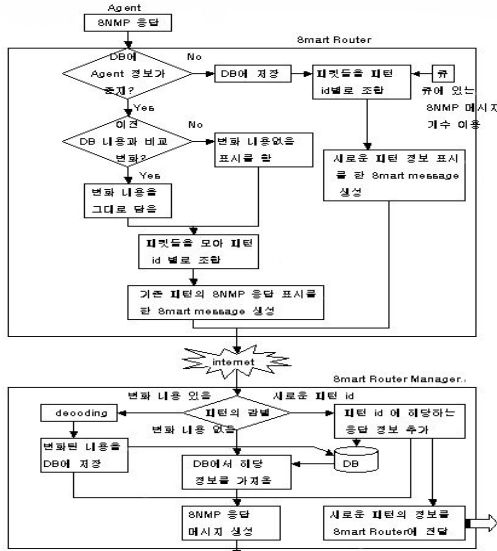 Agent
SNMP 응답
Smart Router
DB에
Agent 정보가
존재?
No
DB에 저장
패킷들을 패턴
id별로 조합
큐
큐에 있는
SNMP 메시지
개수 이용
Yes
이전
DB 내용과 비교
변화?
No
변화 내용없음
표시를 함
새로운 패턴 정보 표시
를 한 Smart message
생성
Yes
변화 내용을
그대로 담음
패킷들을 모아 패턴
id 별로 조합
기존 패턴의 SNMP 응답 표시를
한 Smart message 생성
internet
Smart Router Manager
변화 내용 있음
새로운 패턴 id
decoding
패턴의 판별
패턴 id 에 해당하는
응답 정보 추가
변화 내용 없음
변화된 내용을
DB에 저장
DB에서 해당
정보를 가져옴
DB
SNMP 응답
메시지 생성
새로운 패턴의 정보를
Smart Router에 전달